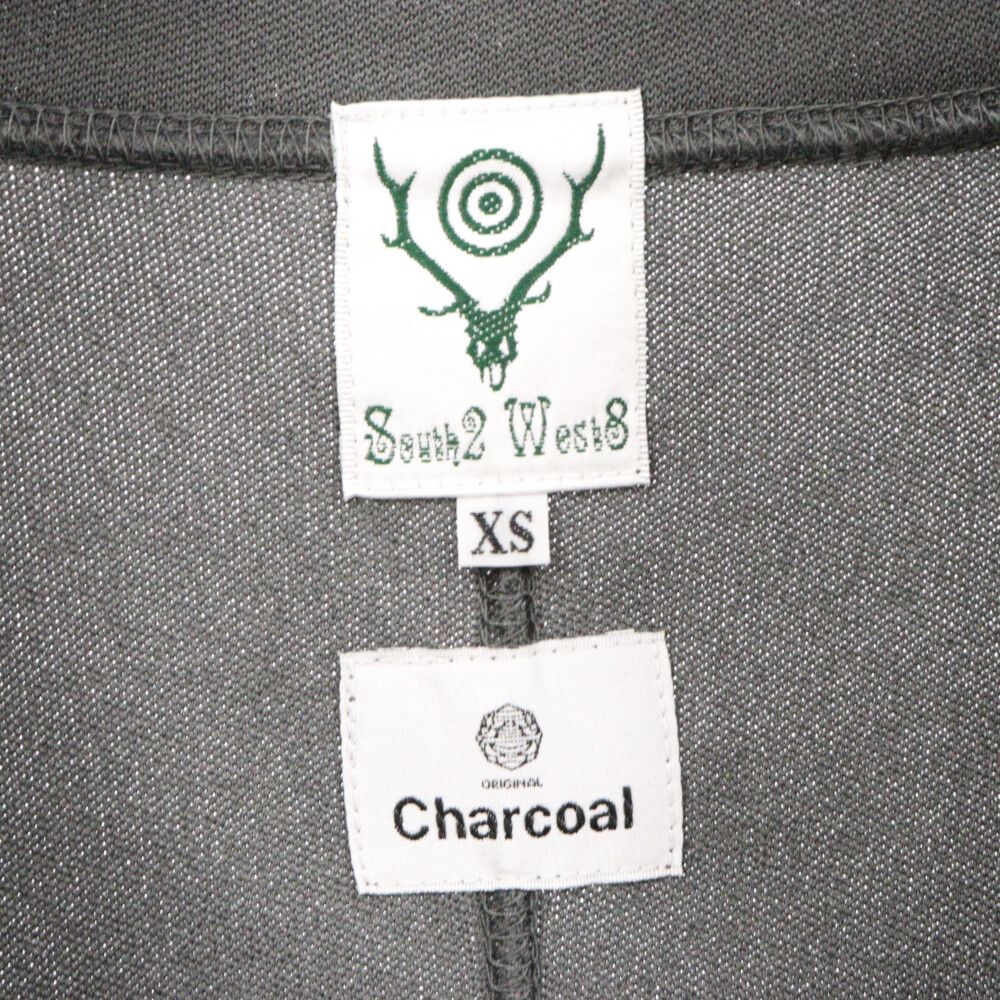 South2 West8
XS
ORIGINAL
Charcoal